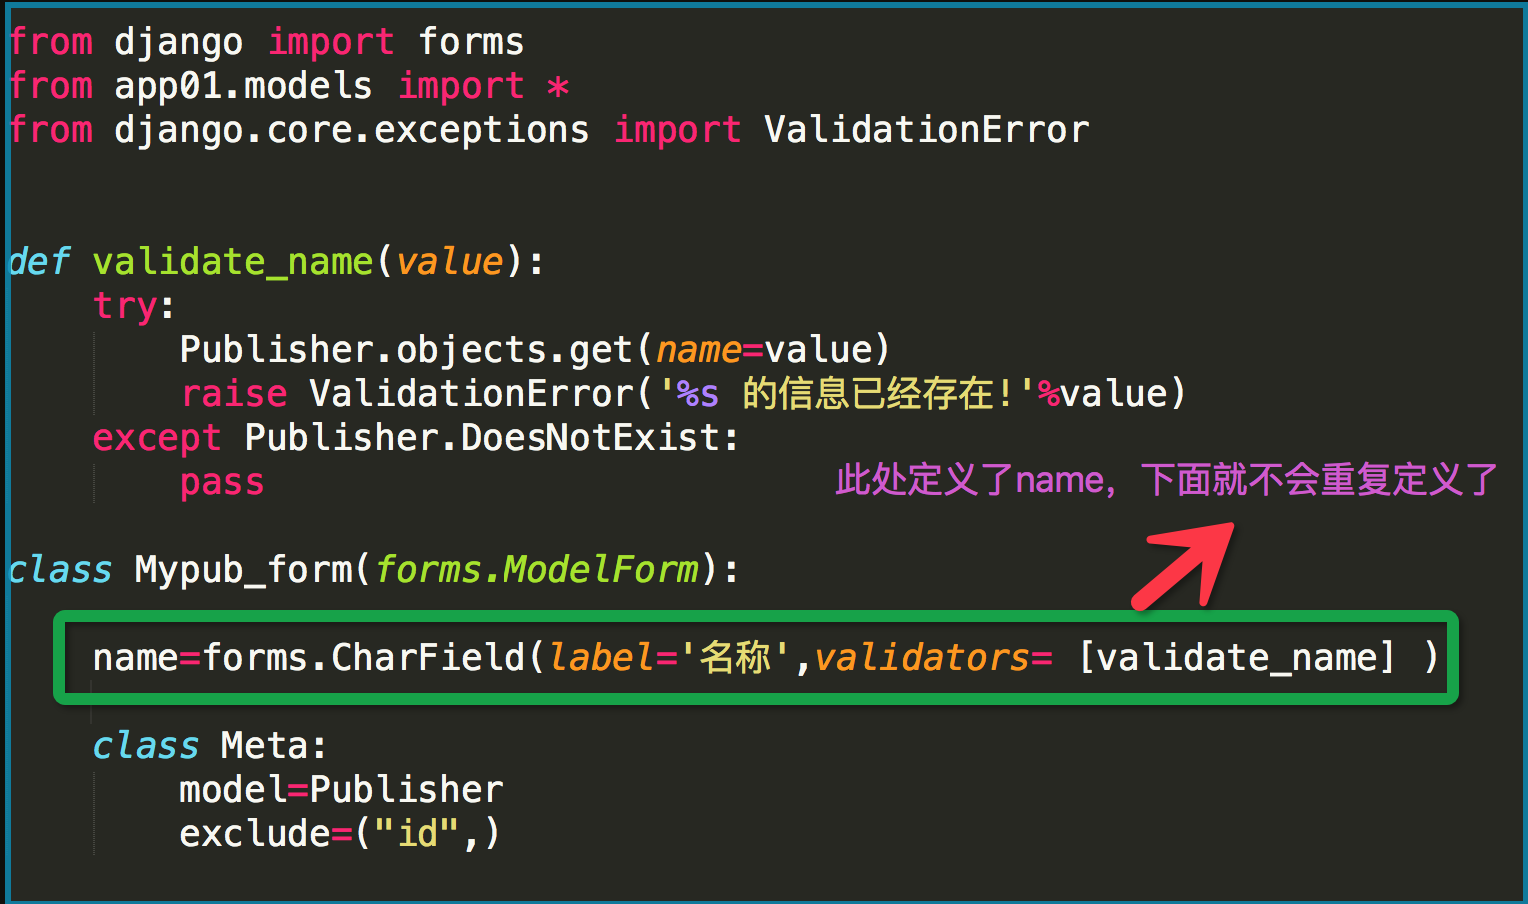 from django import forms
from app01.models import *
from django.core.exceptions import ValidationError
def validate_name(value):
try:
Publisher.objects.get(name=value)
raise ValidationError('%s 的信息已经存在!'%value)
except Publisher.DoesNotExist:
pass
此处定义了name，下面就不会重复定义了
class Mypub_form(forms.ModelForm):
name=forms.CharField(label='名称',validators= [validate_name] )
class Meta:
model=Publisher
exclude=("id",)